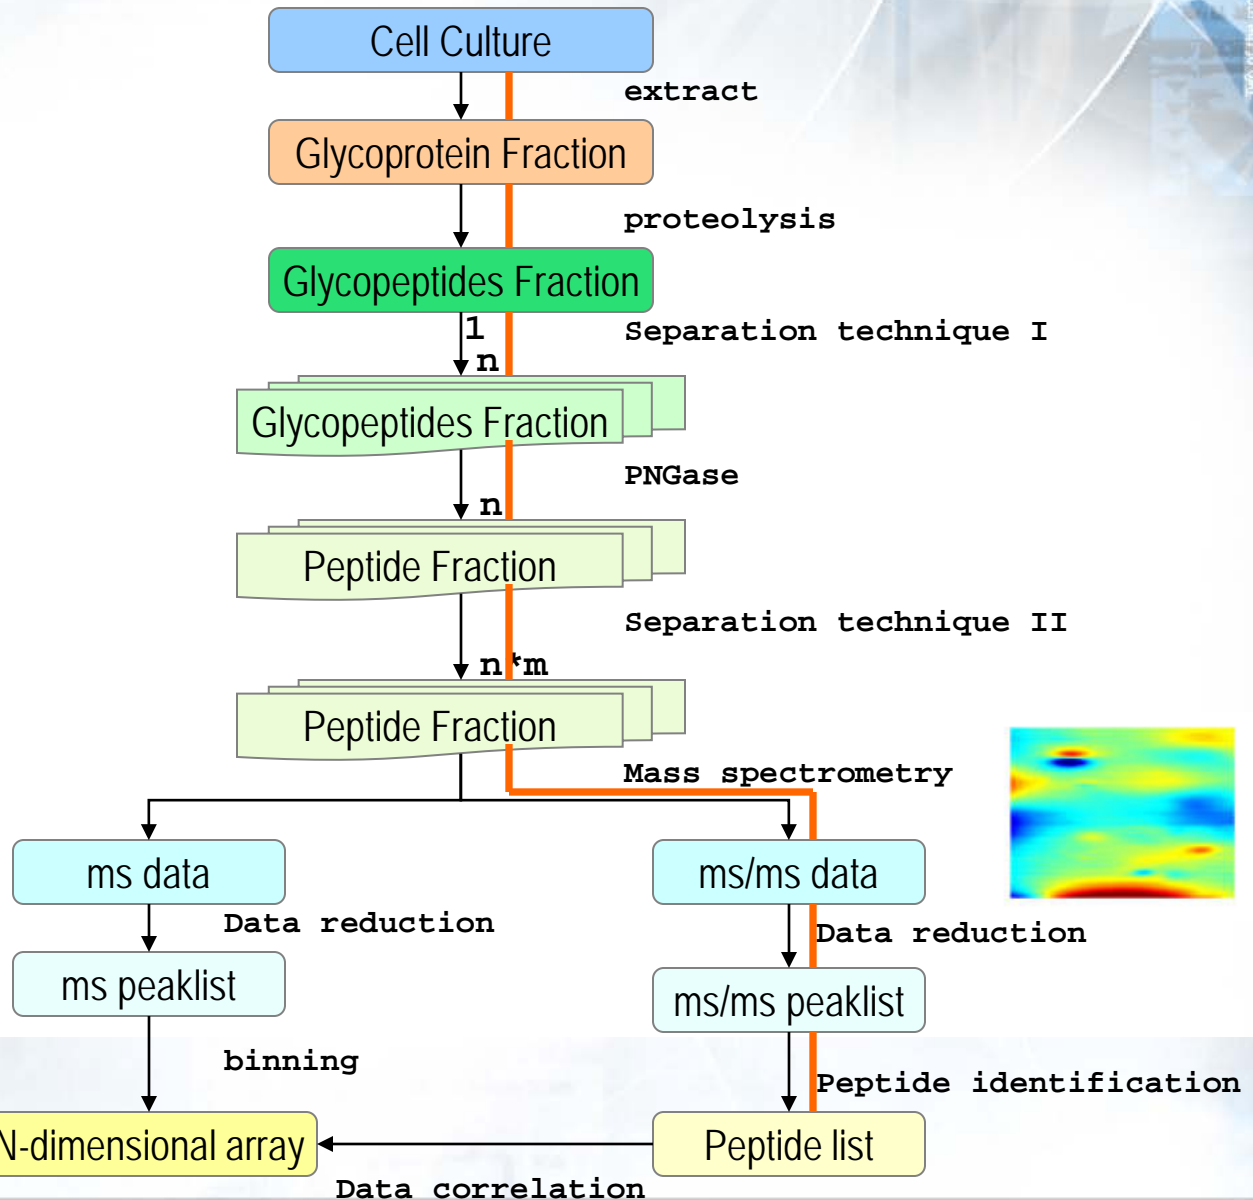 Cell Culture
extract
Glycoprotein Fraction
proteolysis
Glycopeptides Fraction
1
Separation technique I
n
Glycopeptides Fraction
PNGase
n
Peptide Fraction
Separation technique II
n*m
Peptide Fraction
Mass spectrometry
ms data
ms/ms data
Data reduction
Data reduction
ms peaklist
ms/ms peaklist
binning
Peptide identification
N-dimensional array
Peptide list
Data correlation